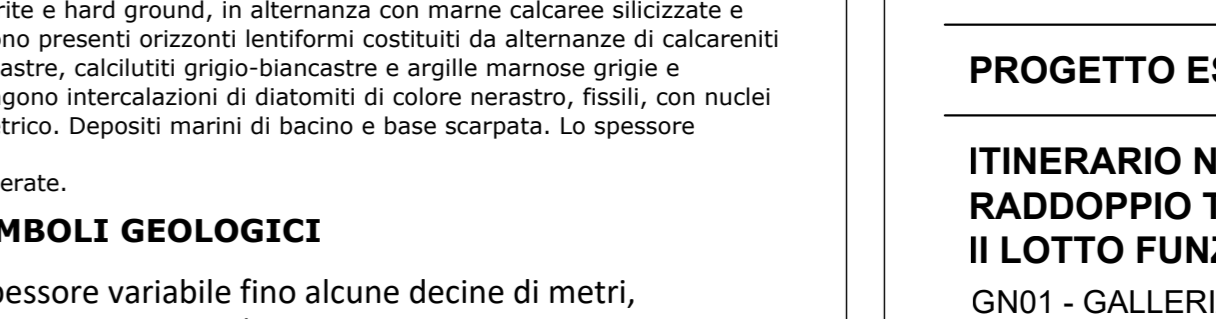 rite e hard ground, in alternanza con marne calcaree silicizzate e
ono presenti orizzonti lentiformi costituiti da alternanze di calcareniti
astre, calcilutiti grigio-biancastre e argille marnose grigie e
ngono intercalazioni di diatomiti di colore nerastro, fissili, con nuclei
etrico. Depositi marini di bacino e base scarpata. Lo spessore
erate.
MBOLI GEOLOGICI
pessore variabile fino alcune decine di metri,
PROGETTO ES
ITINERARIO N
RADDOPPIO T
II LOTTO FUNZ
GN01 - GALLERI